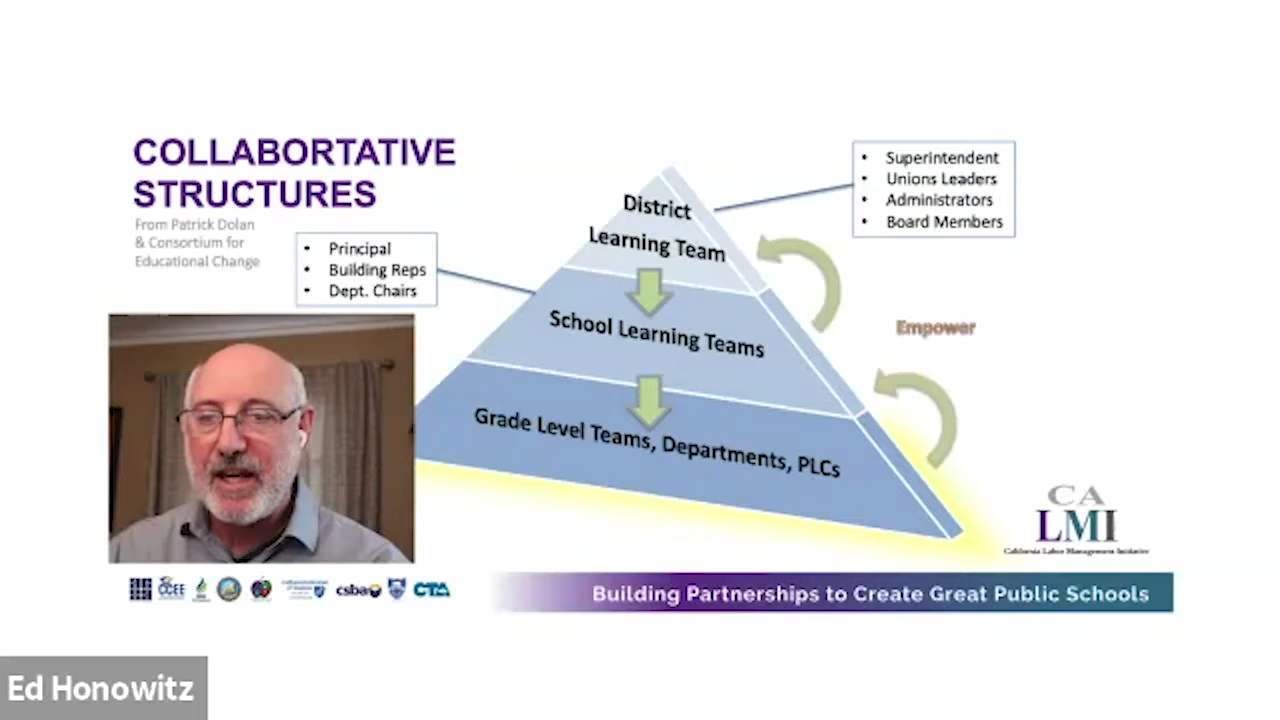 COLLABORTATIVE
STRUCTURES
From Patrick Dolan
& Consortium for
Educational Change
• Principal
• Building Reps
• Dept. Chairs
• Superintendent
• Unions Leaders
• Administrators
• Board Members
District
Learning Team
School Learning Teams
Grade Level Teams, Departments, PLCs
Empower
CA
LMI
California Labor Management Initiative
CCEE
csba
CTA
Building Partnerships to Create Great Public Schools
Ed Honowitz